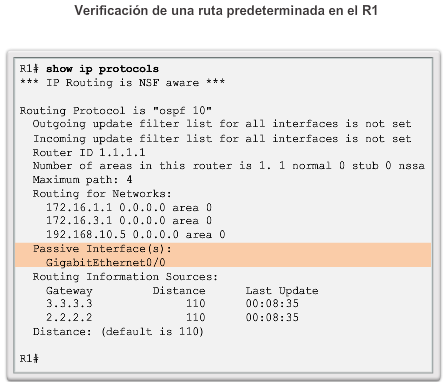 Verificación de una ruta predeterminada en el R1
R1# show ip protocols
*** IP Routing is NSF aware ***
Routing Protocol is "ospf 10"
Outgoing update filter list for all interfaces is not set
Incoming update filter list for all interfaces is not set
Router ID 1.1.1.1
Number of areas in this router is 1. 1 normal 0 stub 0 nssa
Maximum path: 4
Routing for Networks:
172.16.1.1 0.0.0.0 area 0
172.16.3.1 0.0.0.0 area 0
192.168.10.5 0.0.0.0 area 0
Passive Interface(s):
GigabitEthernet0/0
Routing Information Sources:
Gateway Distance Last Update
3.3.3.3 110 00:08:35
2.2.2.2 110 00:08:35
Distance: (default is 110)
R1#